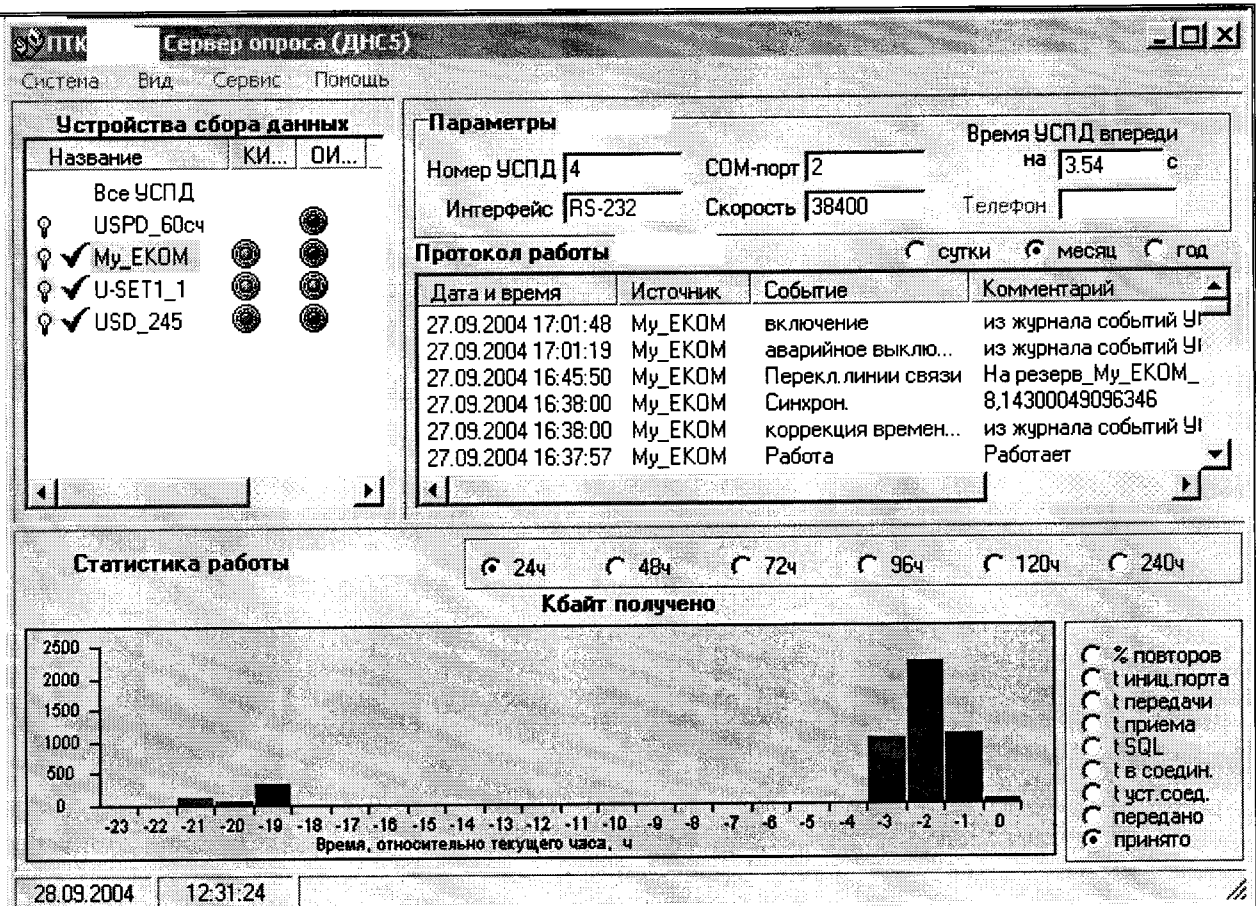 ПТК Сервер опроса (ДНС5)
Система Вид Сервис Помощь
Устройства сбора данных
Название КИ... ОИ...
Все УСПД
USPD_60сч
My_EKOM
U-SET1_1
USD_245
Параметры
Время УСПД впереди
на 3.54 с
Номер УСПД 4 COM-порт 2
Интерфейс RS-232 Скорость 38400 Телефон
Протокол работы сутки месяц год
Дата и время Источник Событие Комментарий
27.09.2004 17:01:48 My_EKOM включение из журнала событий У
27.09.2004 17:01:19 My_EKOM аварийное выклю... из журнала событий У
27.09.2004 16:45:50 My_EKOM Перекл.линии связи На резерв_My_EKOM_
27.09.2004 16:38:00 My_EKOM Синхрон. 8,14300049096346
27.09.2004 16:38:00 My_EKOM коррекция времен... из журнала событий У
27.09.2004 16:37:57 My_EKOM Работа Работает
Статистика работы 24ч 48ч 72ч 96ч 120ч 240ч
Кбайт получено
2500
2000
1500
1000
500
0
-23 -22 -21 -20 -19 -18 -17 -16 -15 -14 -13 -12 -11 -10 -9 -8 -7 -6 -5 -4 -3 -2 -1 0
Время, относительно текущего часа, ч
% повторов
t иниц.порта
t передачи
t приема
t SQL
t в соедин.
t уст.соед.
передано
принято
28.09.2004 12:31:24